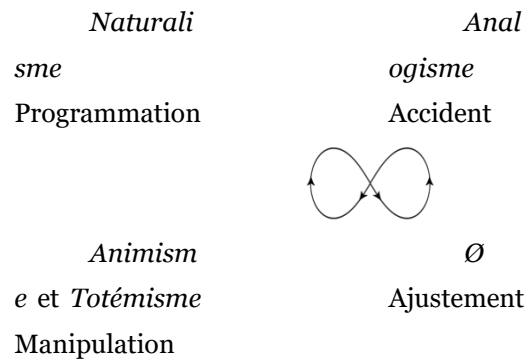 Naturali
sme
Programmation
Anal
ogisme
Accident
Animism
e et Totémisme
Manipulation
Ø
Ajustement